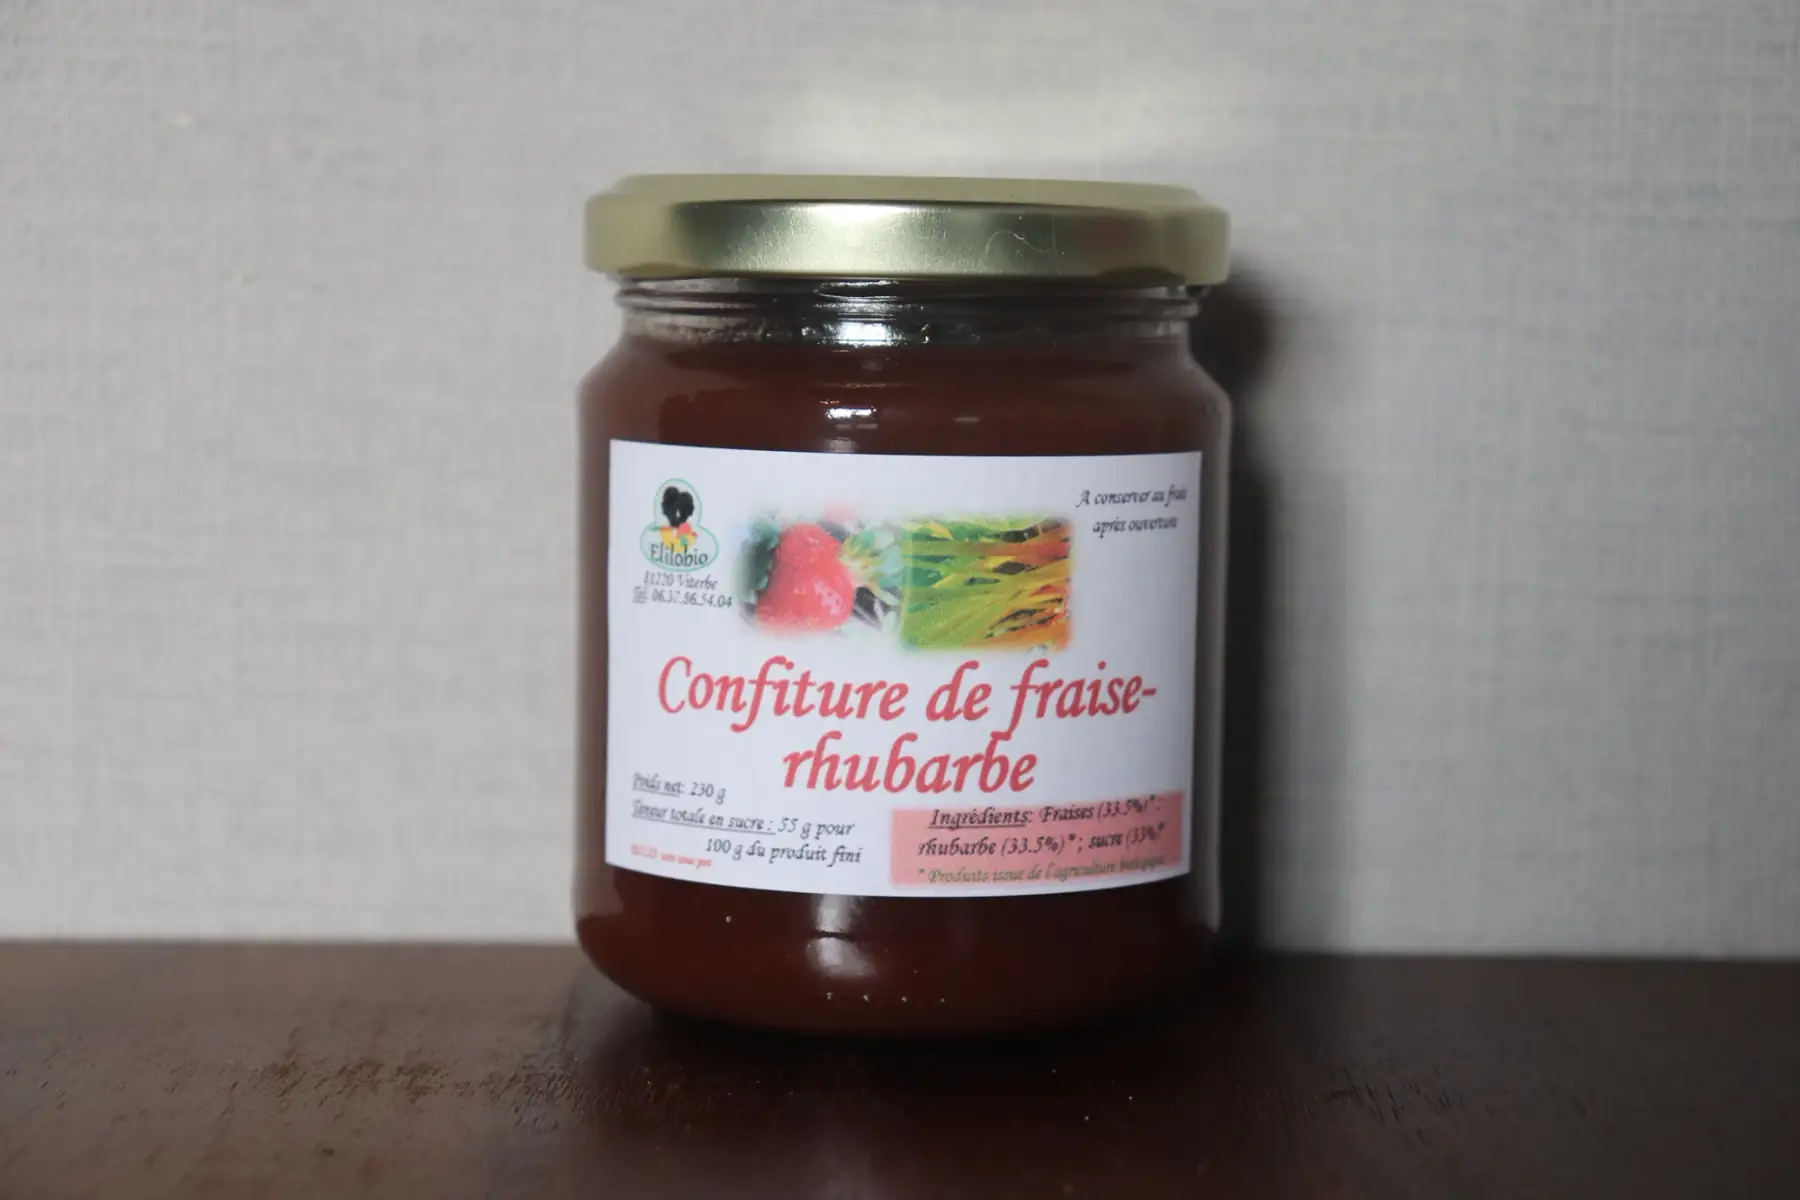 A conserver au frais
après ouverture
Elilobio
81220 Viterbe
Tel: 06.37.86.54.04
Confiture de fraise-
rhubarbe
Poids net: 230 g
Teneur totale en sucre : 55 g pour
100 g du produit fini
Ingrédients: Fraises (33.5%)*;
rhubarbe (33.5%)*; sucre (33%)*
* Produits issue de l'agriculture biologique